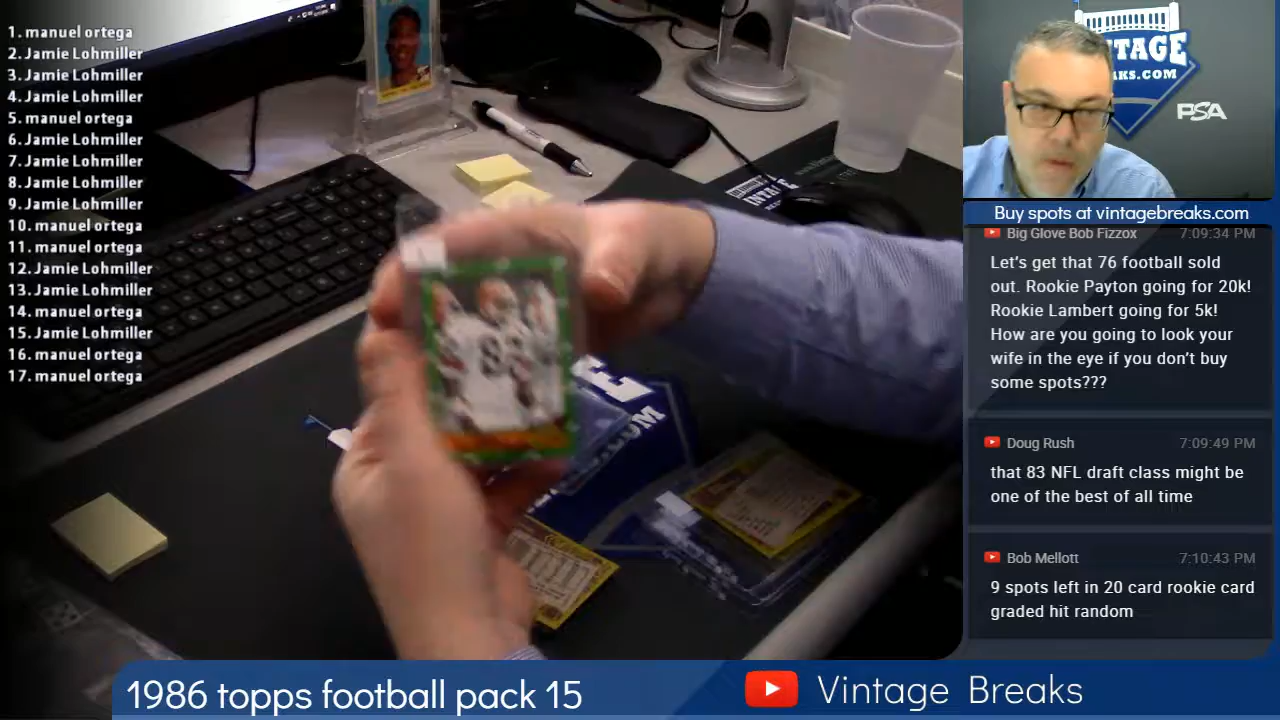 1. manuel ortega
2. Jamie Lohmiller
3. Jamie Lohmiller
4. Jamie Lohmiller
5. manuel ortega
6. Jamie Lohmiller
7. Jamie Lohmiller
8. Jamie Lohmiller
9. Jamie Lohmiller
10. manuel ortega
11. manuel ortega
12. Jamie Lohmiller
13. Jamie Lohmiller
14. manuel ortega
15. Jamie Lohmiller
16. manuel ortega
17. manuel ortega
PSA
Buy spots at vintagebreaks.com
Big Glove Bob Fizzox 7:09:34 PM
Let's get that 76 football sold
out. Rookie Payton going for 20k!
Rookie Lambert going for 5k!
How are you going to look your
wife in the eye if you don't buy
some spots???
Doug Rush 7:09:49 PM
that 83 NFL draft class might be
one of the best of all time
Bob Mellott 7:10:43 PM
9 spots left in 20 card rookie card
graded hit random
1986 topps football pack 15
Vintage Breaks